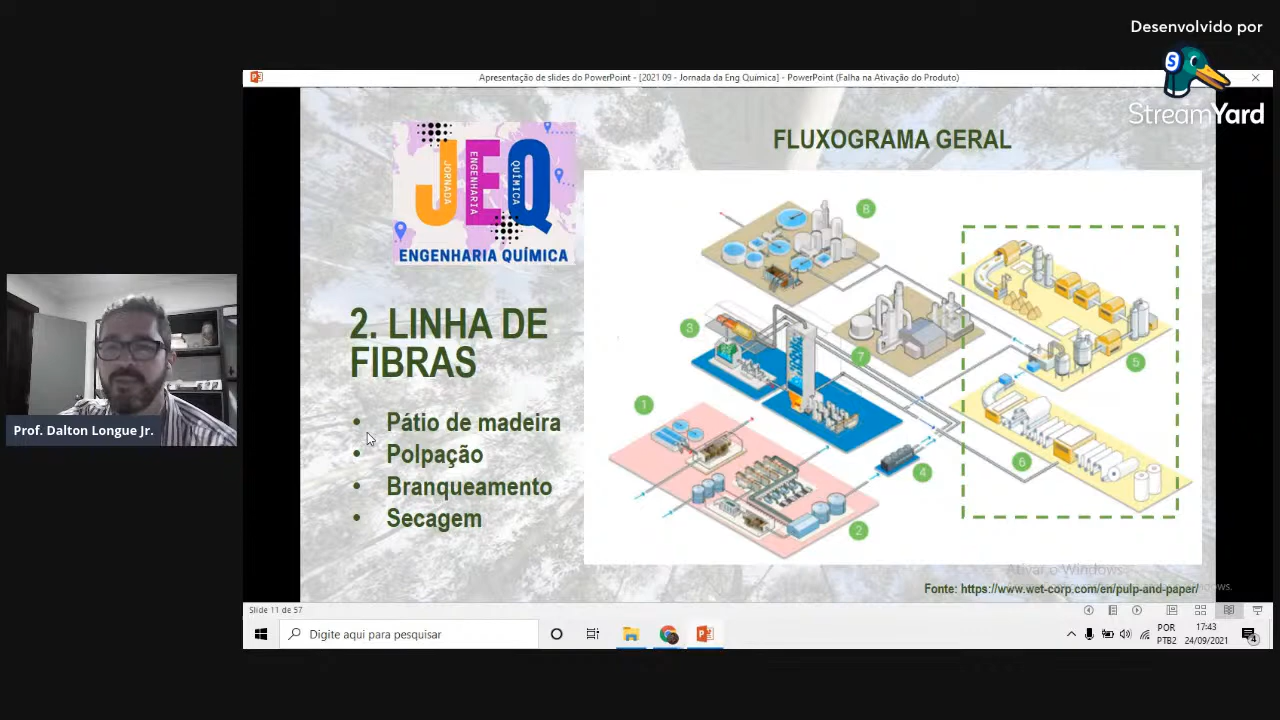 Desenvolvido por
StreamYard
Apresentação de slides do PowerPoint - [2021 09 - Jornada da Eng Química] - PowerPoint (Falha na Ativação do Produto)
JEQ
JORNADA
ENGENHARIA
QUÍMICA
ENGENHARIA QUÍMICA
FLUXOGRAMA GERAL
2. LINHA DE
FIBRAS
• Pátio de madeira
• Polpação
• Branqueamento
• Secagem
8
3
7
5
1
6
4
2
Ativar o Windows
Fonte: https://www.wet-corp.com/en/pulp-and-paper/
Prof. Dalton Longue Jr.
Slide 11 de 57
Digite aqui para pesquisar
POR
PTB2
17:43
24/09/2021
4